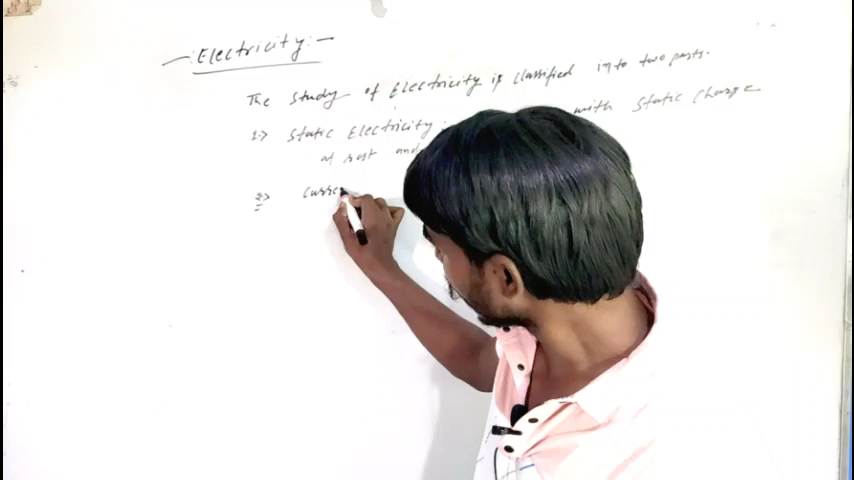 -: Electricity:-
The study of Electricity is classified into two parts.
1.> Static Electricity: with static charge
at rest and
2.> Curre